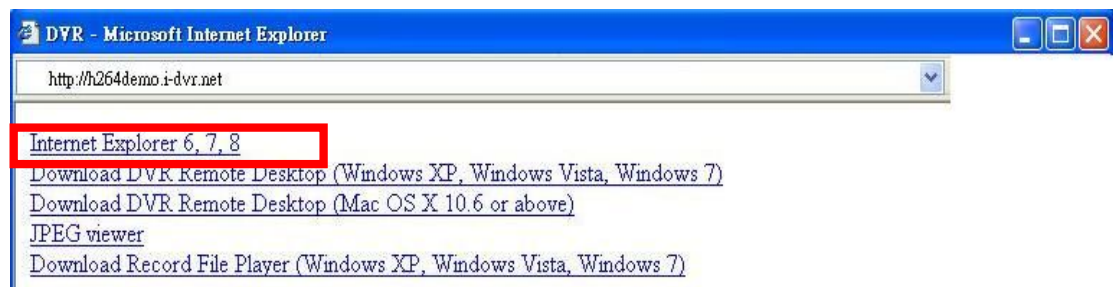 DVR - Microsoft Internet Explorer
http://h264demo.i-dvr.net
Internet Explorer 6, 7, 8
Download DVR Remote Desktop (Windows XP, Windows Vista, Windows 7)
Download DVR Remote Desktop (Mac OS X 10.6 or above)
JPEG viewer
Download Record File Player (Windows XP, Windows Vista, Windows 7)